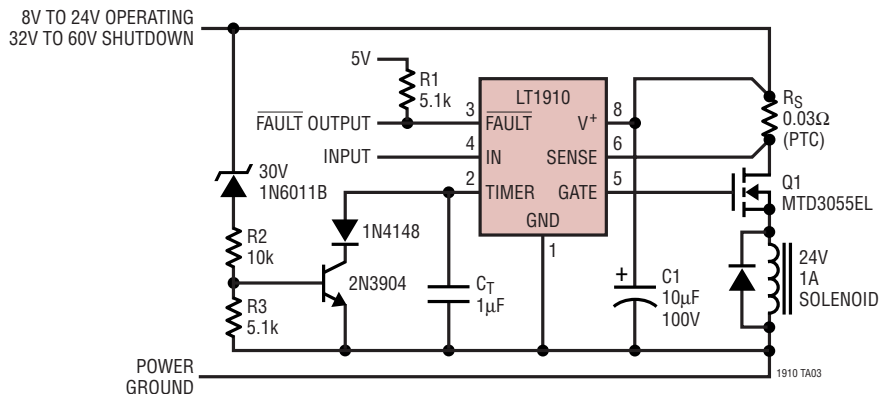 8V TO 24V OPERATING
32V TO 60V SHUTDOWN
5V
R1
5.1k
LT1910
FAULT OUTPUT
3
FAULT
V+
8
RS
0.03Ω
(PTC)
INPUT
4
IN
SENSE
6
30V
1N6011B
2
TIMER
GATE
5
Q1
MTD3055EL
GND
1
1N4148
R2
10k
2N3904
CT
1µF
+
C1
10µF
100V
24V
1A
SOLENOID
R3
5.1k
POWER
GROUND
1910 TA03